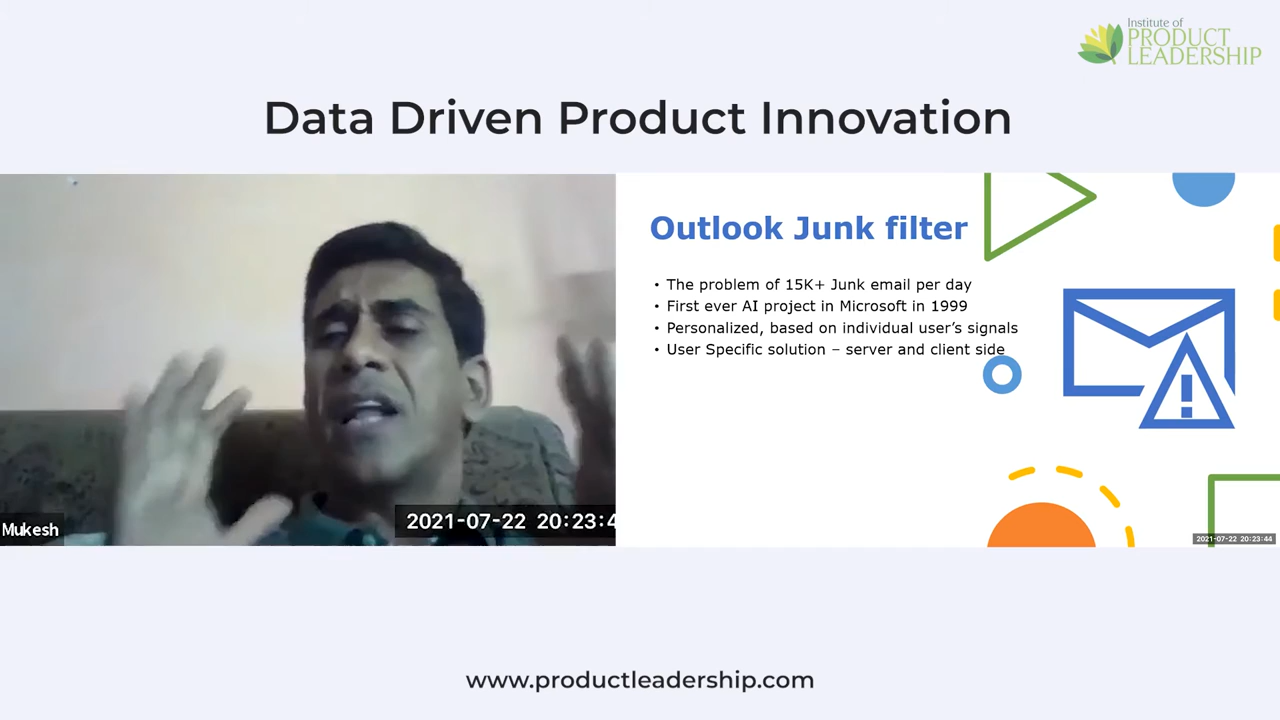 Institute of
PRODUCT
LEADERSHIP
Data Driven Product Innovation
Outlook Junk filter
• The problem of 15K+ Junk email per day
• First ever AI project in Microsoft in 1999
• Personalized, based on individual user’s signals
• User Specific solution – server and client side
Mukesh
2021-07-22 20:23:4
2021-07-22 20:23:44
www.productleadership.com